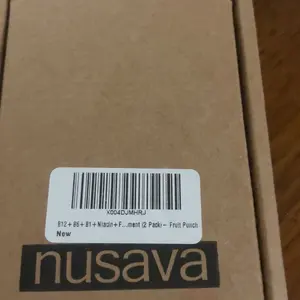 X004DJMHRJ
B12 + B6 + B1 + Niacin + F...ment (2 Pack) - Fruit Punch
New
nusava